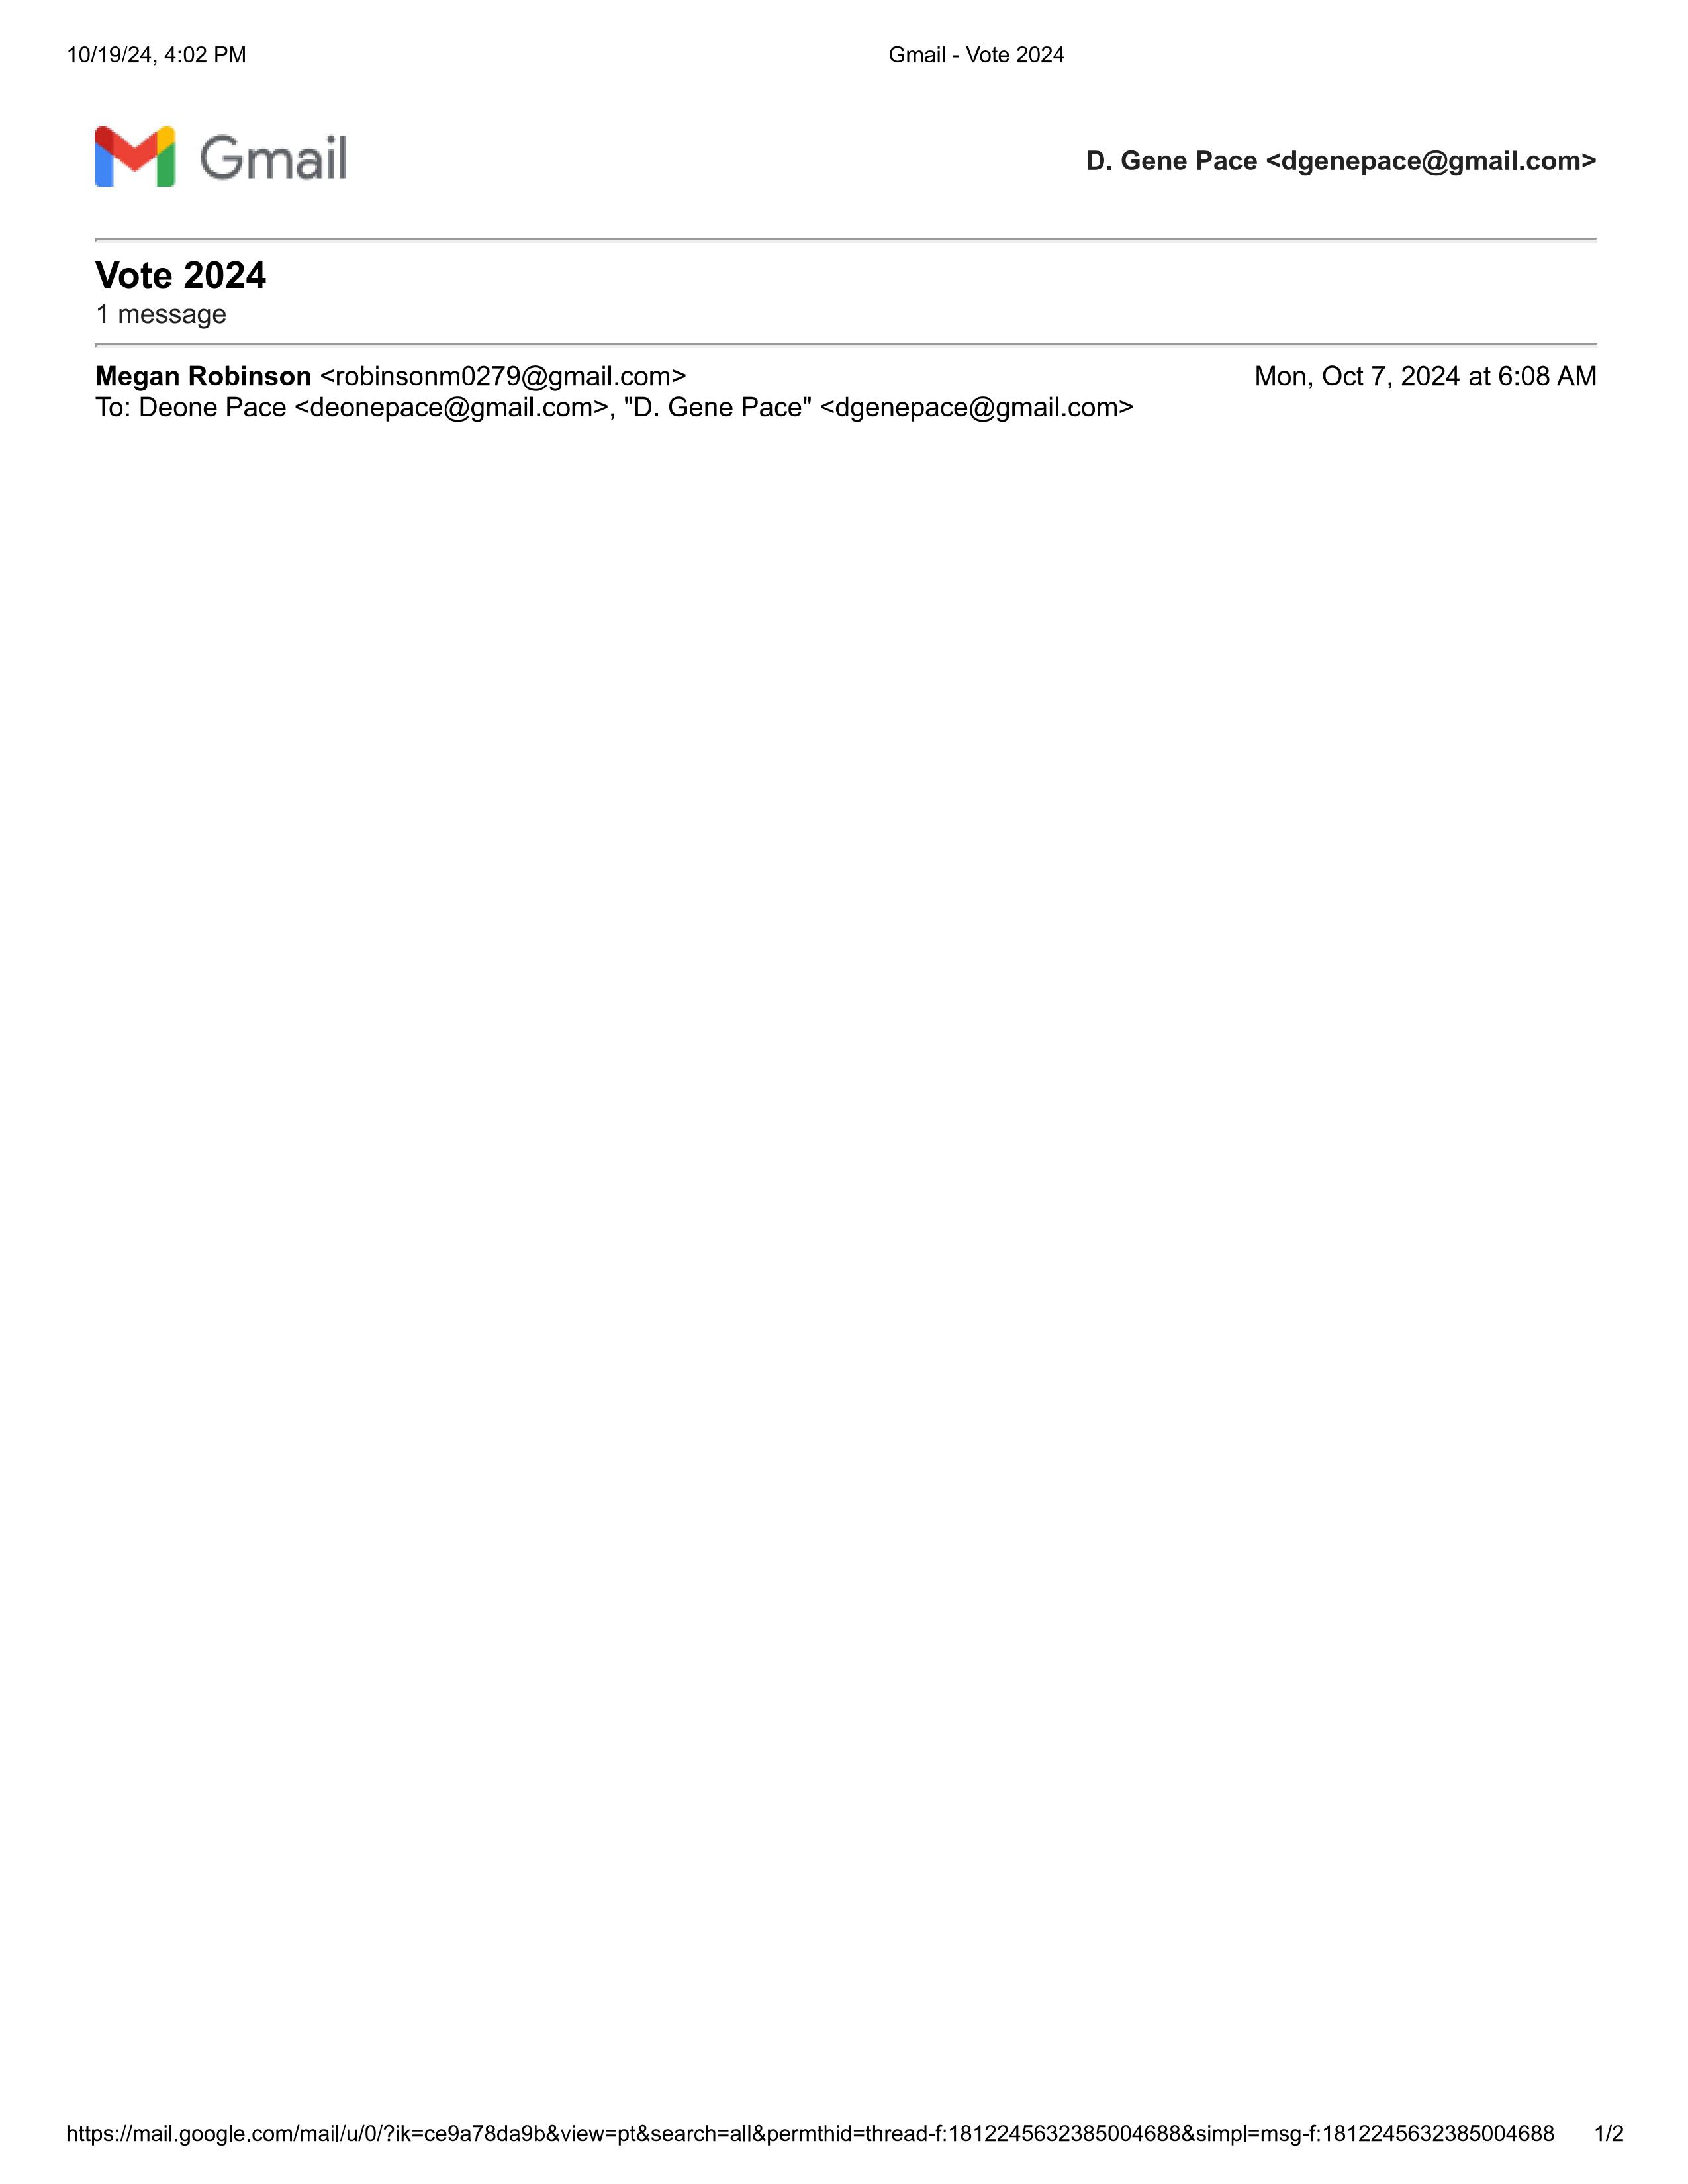 10/19/24, 4:02 PM Gmail - Vote 2024
Gmail D. Gene Pace <dgenepace@gmail.com>
Vote 2024
1 message
Megan Robinson <robinsonm0279@gmail.com> Mon, Oct 7, 2024 at 6:08 AM
To: Deone Pace <deonepace@gmail.com>, "D. Gene Pace" <dgenepace@gmail.com>
https://mail.google.com/mail/u/0/?ik=ce9a78da9b&view=pt&search=all&permthid=thread-f:1812245632385004688&simpl=msg-f:1812245632385004688 1/2